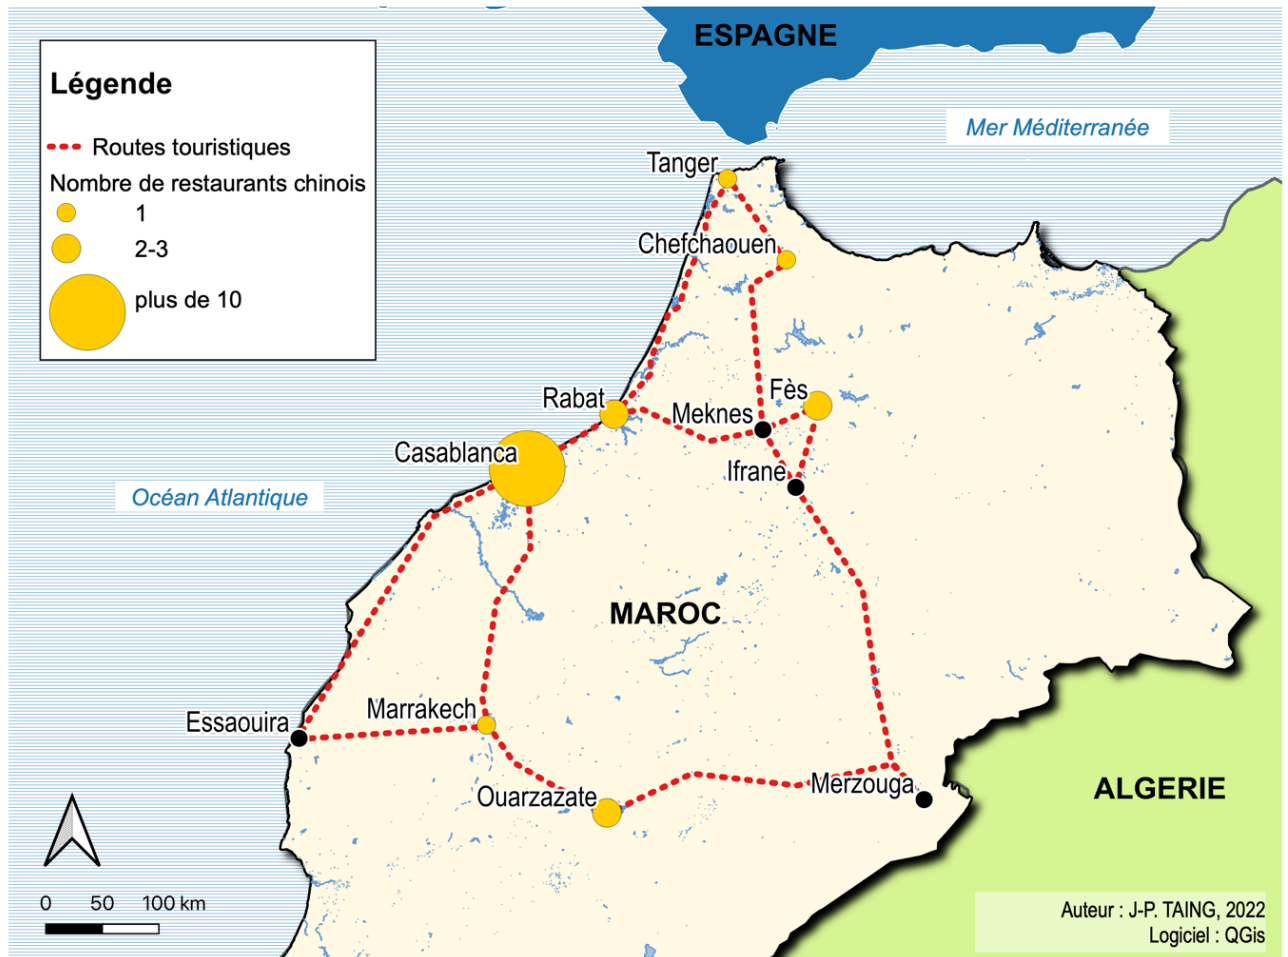 ESPAGNE
Légende
Mer Méditerranée
Routes touristiques
Tanger
Nombre de restaurants chinois
1
2-3
Chefchaouen
plus de 10
Fès
Rabat
Meknes
Casablanca
Ifrane
Océan Atlantique
MAROC
Marrakech
Essaouira
Merzouga
ALGERIE
Ouarzazate
0 50 100 km
Auteur : J-P. TAING, 2022
Logiciel : QGis